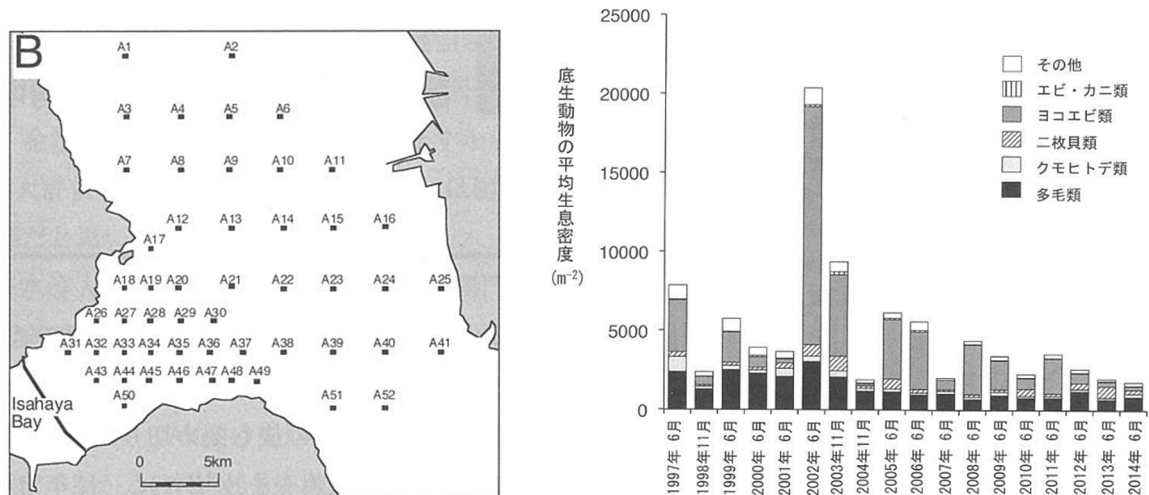 B
A1 A2
A3 A4 A5 A6
A7 A8 A9 A10 A11
A12 A13 A14 A15 A16
A17
A18 A19 A20 A21 A22 A23 A24 A25
A26 A27 A28 A29 A30
A31 A32 A33 A34 A35 A36 A37 A38 A39 A40 A41
A43 A44 A45 A46 A47 A48 A49
A50 A51 A52
Isahaya
Bay
0 5km
底生動物の平均生息密度
(m⁻²)
25000
20000
15000
10000
5000
0
その他
エビ・カニ類
ヨコエビ類
二枚貝類
クモヒトデ類
多毛類
1997年 6月
1998年11月
1999年 6月
2000年 6月
2001年 6月
2002年 6月
2003年11月
2004年11月
2005年 6月
2006年 6月
2007年 6月
2008年 6月
2009年 6月
2010年 6月
2011年 6月
2012年 6月
2013年 6月
2014年 6月